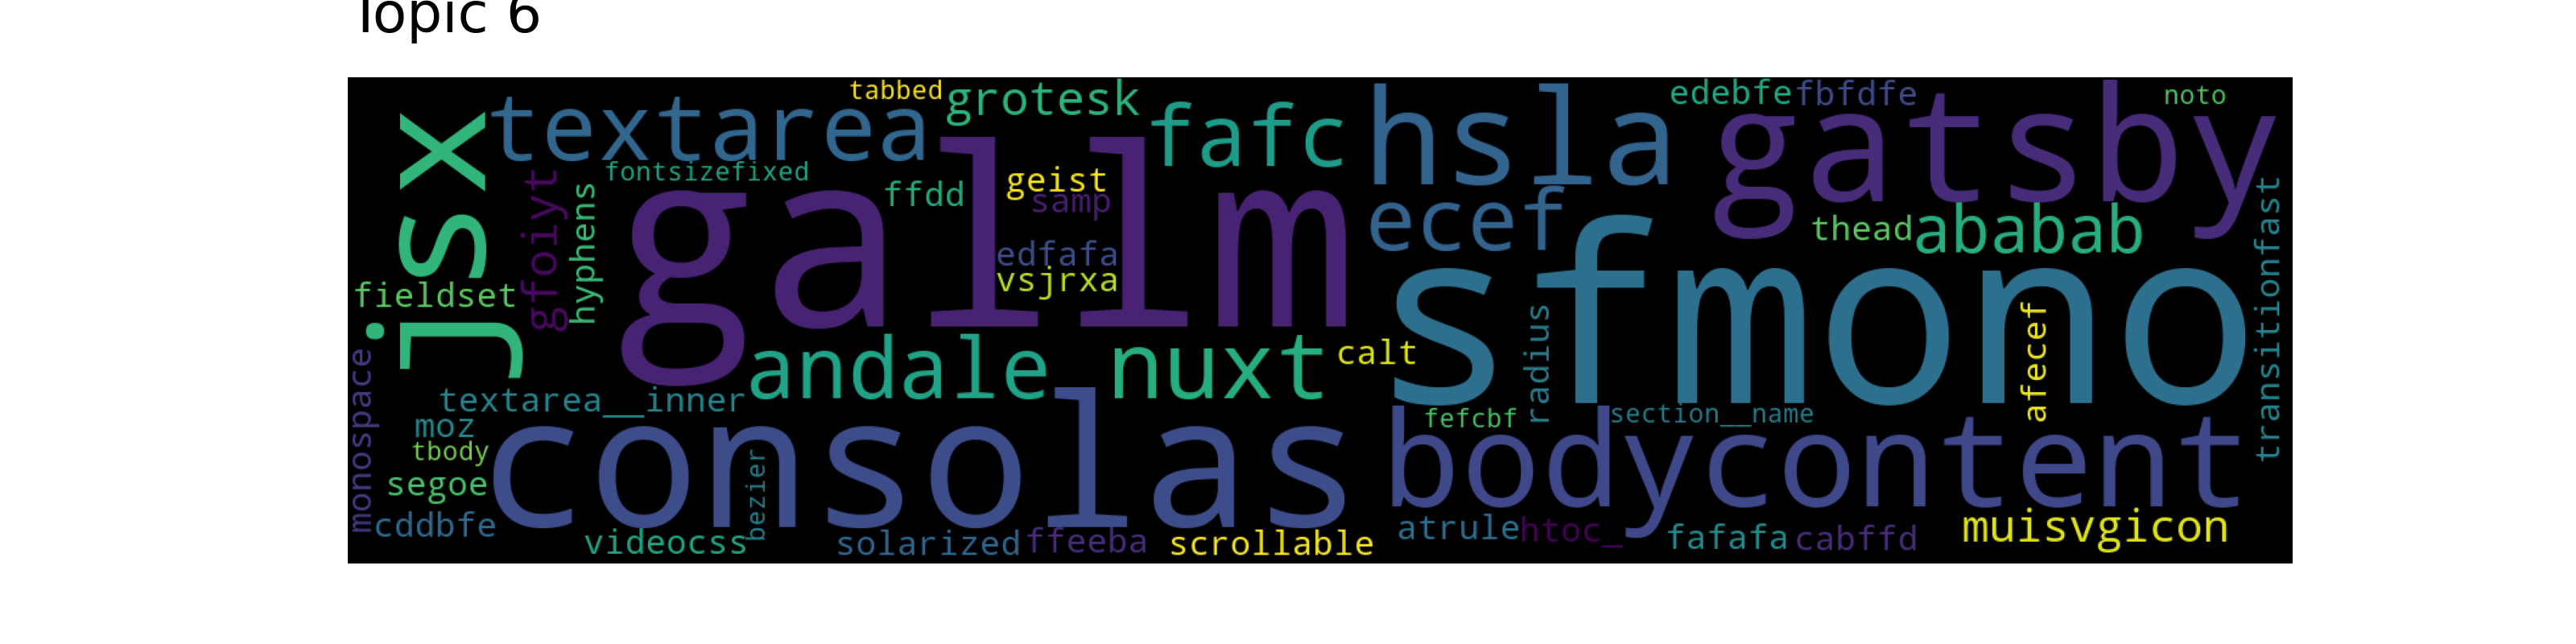 Topic 6
tabbed
grotesk
textarea
fafc
hsla
edebfe
fbfdfe
noto
gatsby
jsx
fontsizefixed
ffdd
geist
samp
ecef
thead
ababab
gfoiyt
hyphens
gallm
edfafa
vsjrxa
sfmono
transitionfast
fieldset
radius
afecef
monospace
andale
nuxt
calt
textarea__inner
fefcbf
section__name
moz
tbody
consolas
bodycontent
segoe
bezier
cddbfe
videocss
solarized
ffeeba
scrollable
atrule
htoc_
fafafa
cabffd
muisvgicon